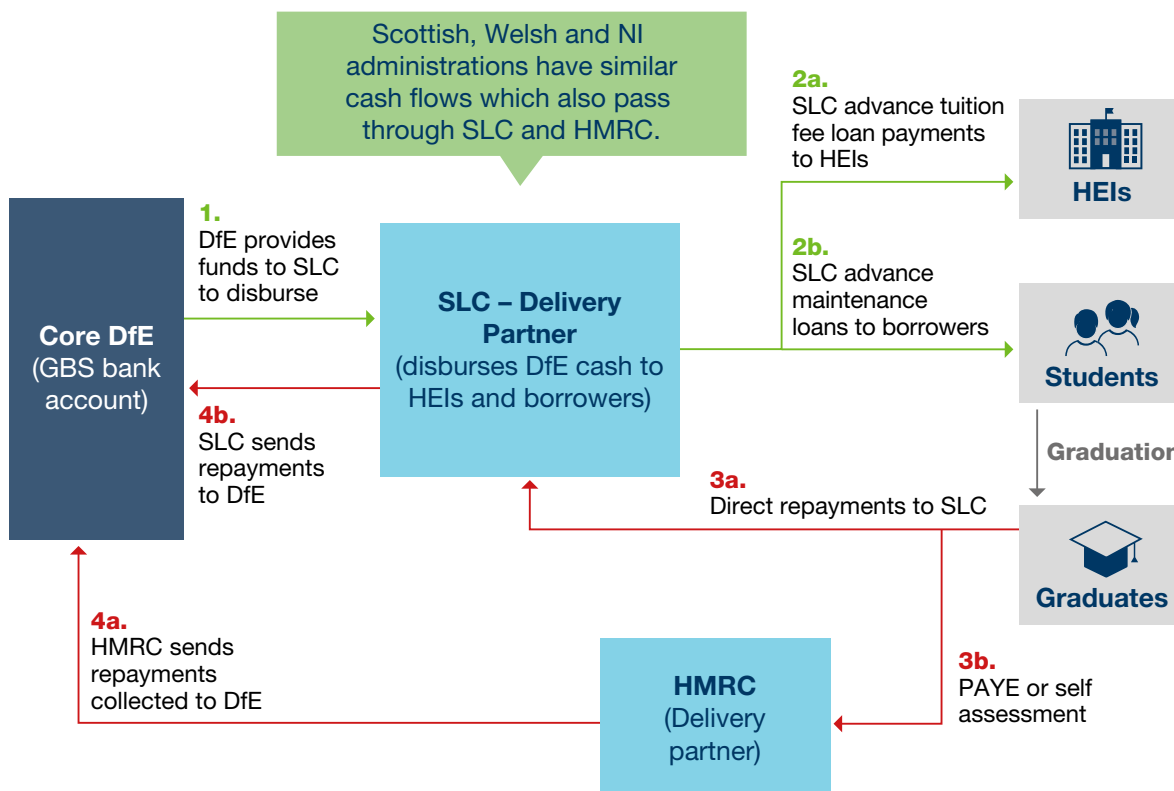 Scottish, Welsh and NI
administrations have similar
cash flows which also pass
through SLC and HMRC.
2a.
SLC advance tuition
fee loan payments
to HEIs
HEIs
1.
DfE provides
funds to SLC
to disburse
2b.
SLC advance
maintenance
loans to borrowers
Students
Core DfE
(GBS bank
account)
SLC – Delivery
Partner
(disburses DfE cash to
HEIs and borrowers)
4b.
SLC sends
repayments
to DfE
Graduation
3a.
Direct repayments to SLC
Graduates
4a.
HMRC sends
repayments
collected to DfE
HMRC
(Delivery
partner)
3b.
PAYE or self
assessment